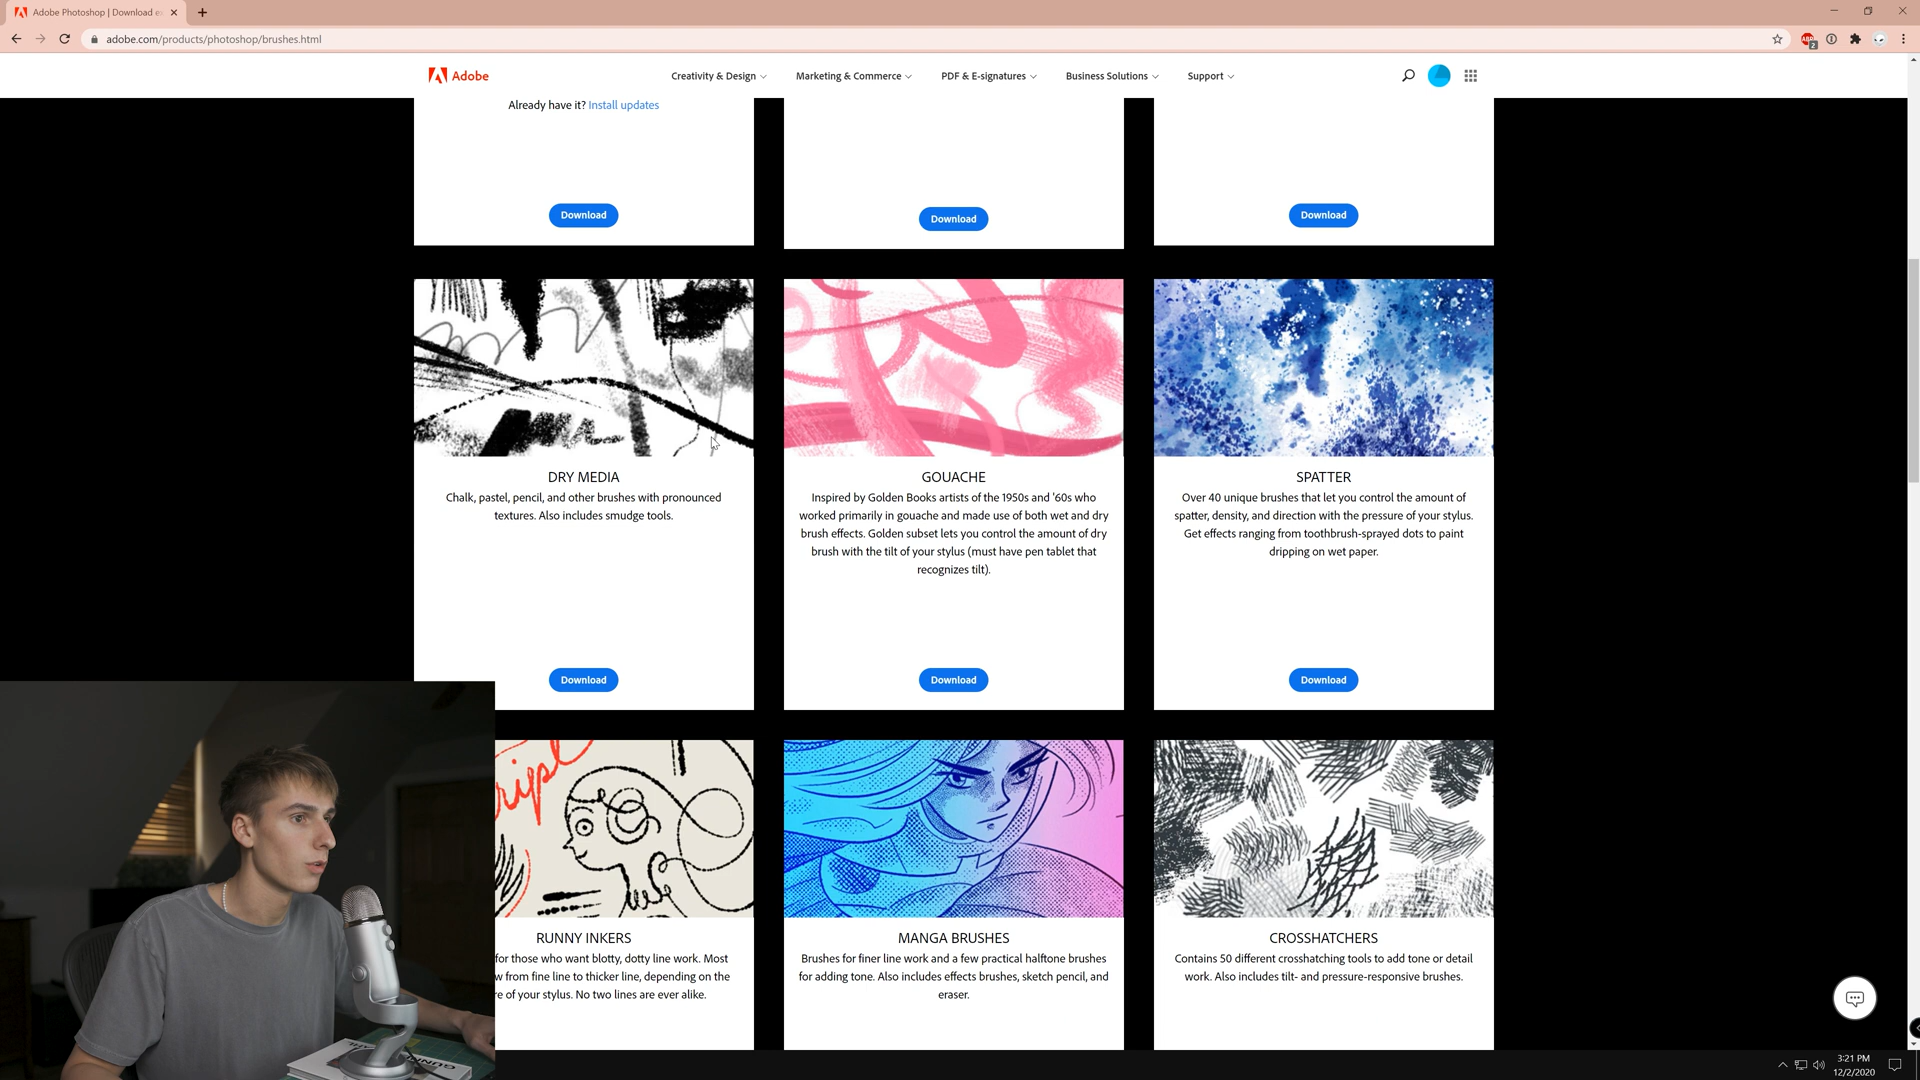 Adobe Photoshop | Download ex
adobe.com/products/photoshop/brushes.html
2
Adobe
Creativity & Design
Marketing & Commerce
PDF & E-signatures
Business Solutions
Support
Already have it? Install updates
Download
Download
Download
DRY MEDIA
Chalk, pastel, pencil, and other brushes with pronounced
textures. Also includes smudge tools.
Download
GOUACHE
Inspired by Golden Books artists of the 1950s and '60s who
worked primarily in gouache and made use of both wet and dry
brush effects. Golden subset lets you control the amount of dry
brush with the tilt of your stylus (must have pen tablet that
recognizes tilt).
Download
SPATTER
Over 40 unique brushes that let you control the amount of
spatter, density, and direction with the pressure of your stylus.
Get effects ranging from toothbrush-sprayed dots to paint
dripping on wet paper.
Download
RUNNY INKERS
for those who want blotty, dotty line work. Most
w from fine line to thicker line, depending on the
re of your stylus. No two lines are ever alike.
MANGA BRUSHES
Brushes for finer line work and a few practical halftone brushes
for adding tone. Also includes effects brushes, sketch pencil, and
eraser.
CROSSHATCHERS
Contains 50 different crosshatching tools to add tone or detail
work. Also includes tilt- and pressure-responsive brushes.
3:21 PM
12/2/2020